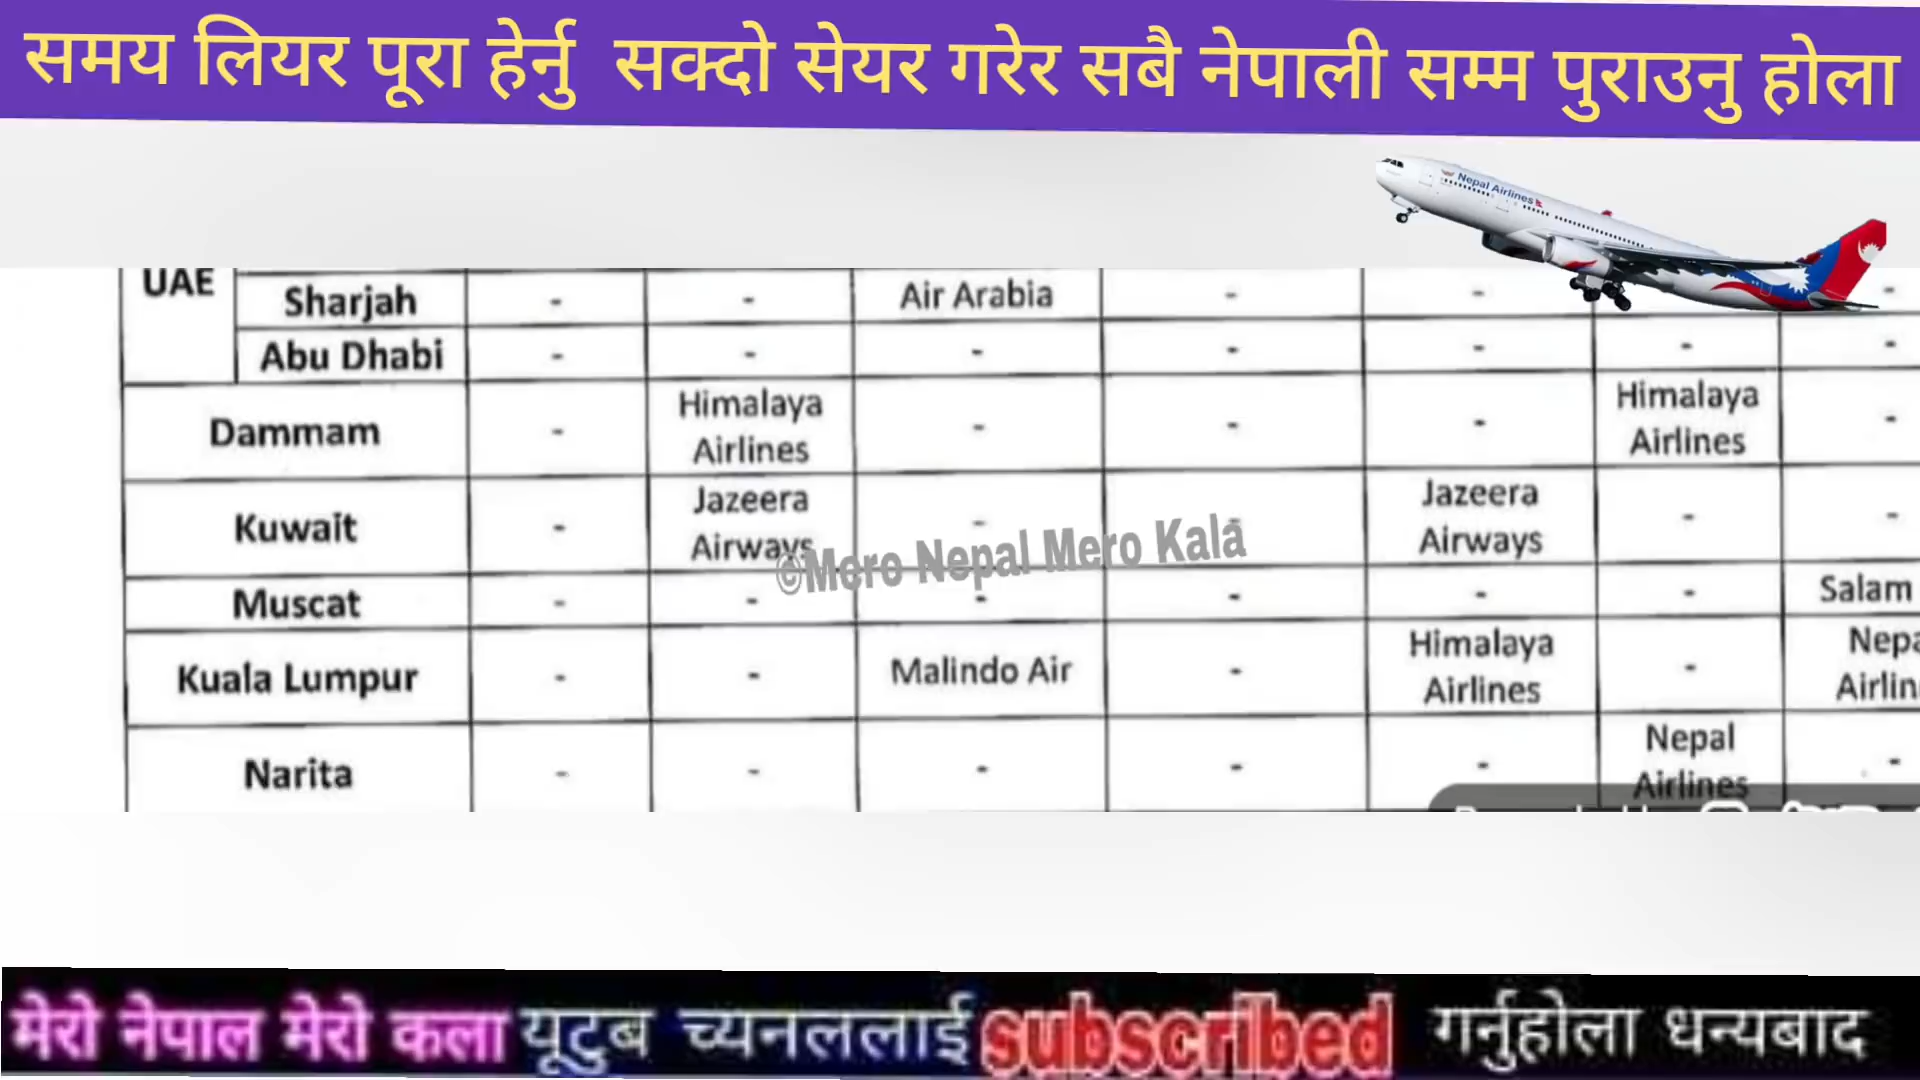 समय लियर पूरा हेर्नु सक्दो सेयर गरेर सबै नेपाली सम्म पुराउनु होला
Nepal Airlines
UAE
Sharjah - - Air Arabia - - -
Abu Dhabi - - - - - - -
Dammam - Himalaya Airlines - - - Himalaya Airlines -
Kuwait - Jazeera Airways - - Jazeera Airways - -
©Mero Nepal Mero Kala
Muscat - - - - - - Salam
Kuala Lumpur - - Malindo Air - Himalaya Airlines - Nepa Airlin
Narita - - - - - Nepal Airlines -
मेरो नेपाल मेरो कला यूटुब च्यनललाई subscribed गर्नुहोला धन्यबाद